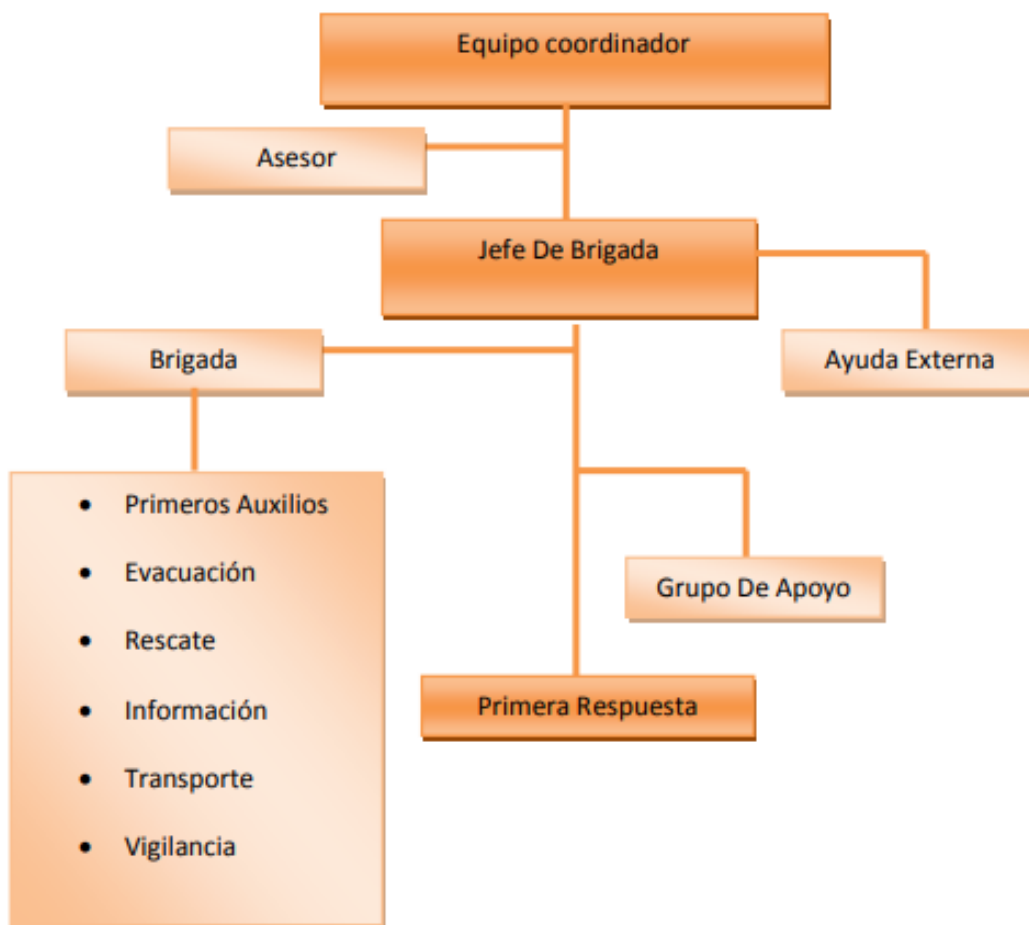 Equipo coordinador
Asesor
Jefe De Brigada
Brigada
Ayuda Externa
• Primeros Auxilios
• Evacuación
• Rescate
• Información
• Transporte
• Vigilancia
Grupo De Apoyo
Primera Respuesta